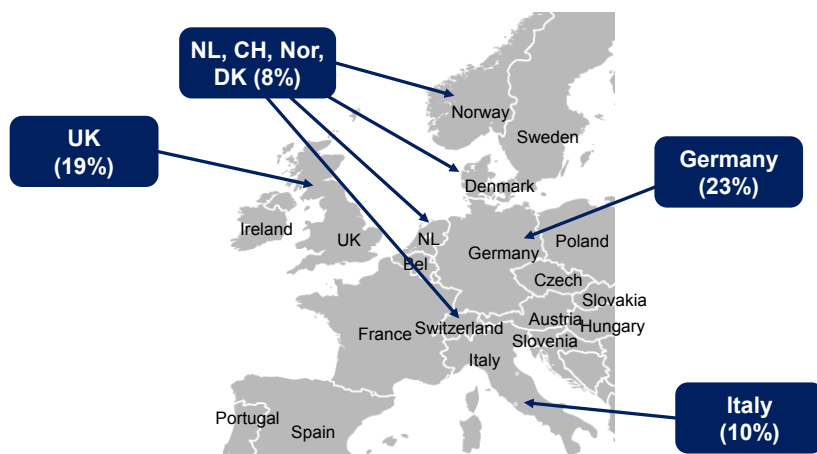 NL, CH, Nor,
DK (8%)
UK
(19%)
Germany
(23%)
Italy
(10%)
Norway
Sweden
Denmark
Ireland
UK
NL
Bel
Germany
Poland
Czech
Slovakia
Austria
Hungary
Slovenia
France
Switzerland
Italy
Portugal
Spain